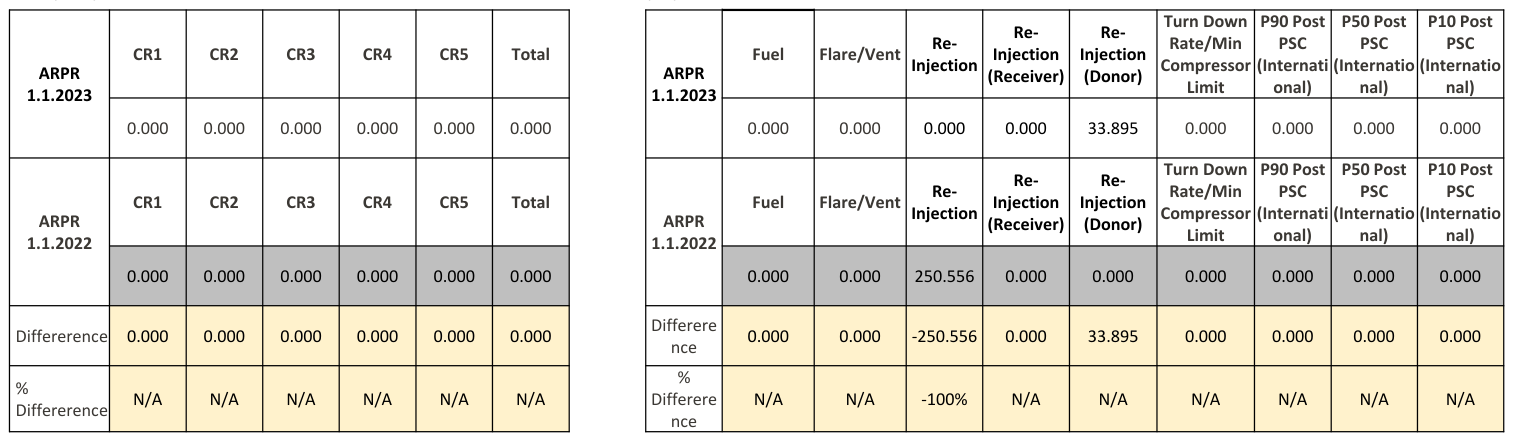 ARPR 1.1.2023 CR1 CR2 CR3 CR4 CR5 Total
0.000 0.000 0.000 0.000 0.000 0.000
ARPR 1.1.2022 CR1 CR2 CR3 CR4 CR5 Total
0.000 0.000 0.000 0.000 0.000 0.000
Differerence 0.000 0.000 0.000 0.000 0.000 0.000
% Differerence N/A N/A N/A N/A N/A N/A
ARPR 1.1.2023 Fuel Flare/Vent Re-Injection Re-Injection (Receiver) Re-Injection (Donor) Turn Down Rate/Min Compressor Limit P90 Post PSC (International) P50 Post PSC (International) P10 Post PSC (International)
0.000 0.000 0.000 0.000 33.895 0.000 0.000 0.000 0.000
ARPR 1.1.2022 Fuel Flare/Vent Re-Injection Re-Injection (Receiver) Re-Injection (Donor) Turn Down Rate/Min Compressor Limit P90 Post PSC (International) P50 Post PSC (International) P10 Post PSC (International)
0.000 0.000 250.556 0.000 0.000 0.000 0.000 0.000 0.000
Differerence 0.000 0.000 -250.556 0.000 33.895 0.000 0.000 0.000 0.000
% Differerence N/A N/A -100% N/A N/A N/A N/A N/A N/A